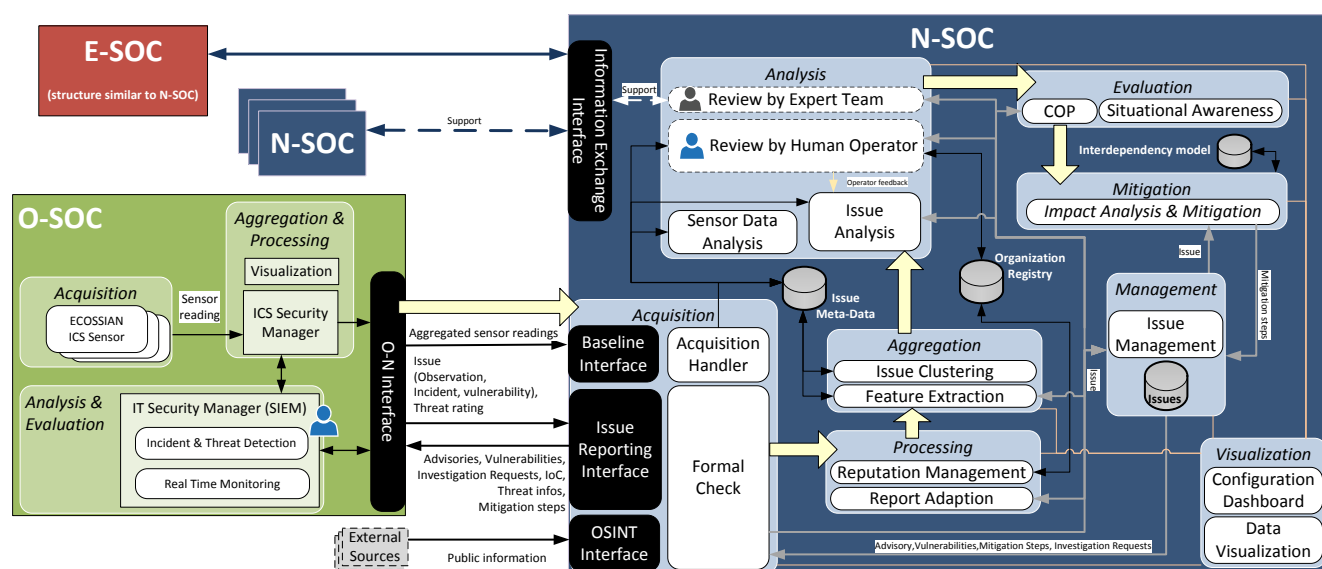 E-SOC
(structure similar to N-SOC)
N-SOC
Support
Information Exchange
Interface
N-SOC
Analysis
Support
Review by Expert Team
Review by Human Operator
Operator feedback
Sensor Data
Analysis
Issue
Analysis
Evaluation
COP
Situational Awareness
Interdependency model
Mitigation
Impact Analysis & Mitigation
Issue
Mitigation steps
Organization
Registry
Issue
Meta-Data
Management
Issue
Management
Issues
Issue
O-SOC
Aggregation &
Processing
Visualization
ICS Security
Manager
Acquisition
ECOSSIAN
ICS Sensor
Sensor
reading
Analysis &
Evaluation
IT Security Manager (SIEM)
Incident & Threat Detection
Real Time Monitoring
O-N Interface
Aggregated sensor readings
Issue
(Observation,
Incident, vulnerability),
Threat rating
Advisories, Vulnerabilities,
Investigation Requests, IoC,
Threat infos,
Mitigation steps
External
Sources
Public information
Acquisition
Baseline
Interface
Acquisition
Handler
Issue
Reporting
Interface
Formal
Check
OSINT
Interface
Aggregation
Issue Clustering
Feature Extraction
Processing
Reputation Management
Report Adaption
Advisory,Vulnerabilities,Mitigation Steps, Investigation Requests
Visualization
Configuration
Dashboard
Data
Visualization